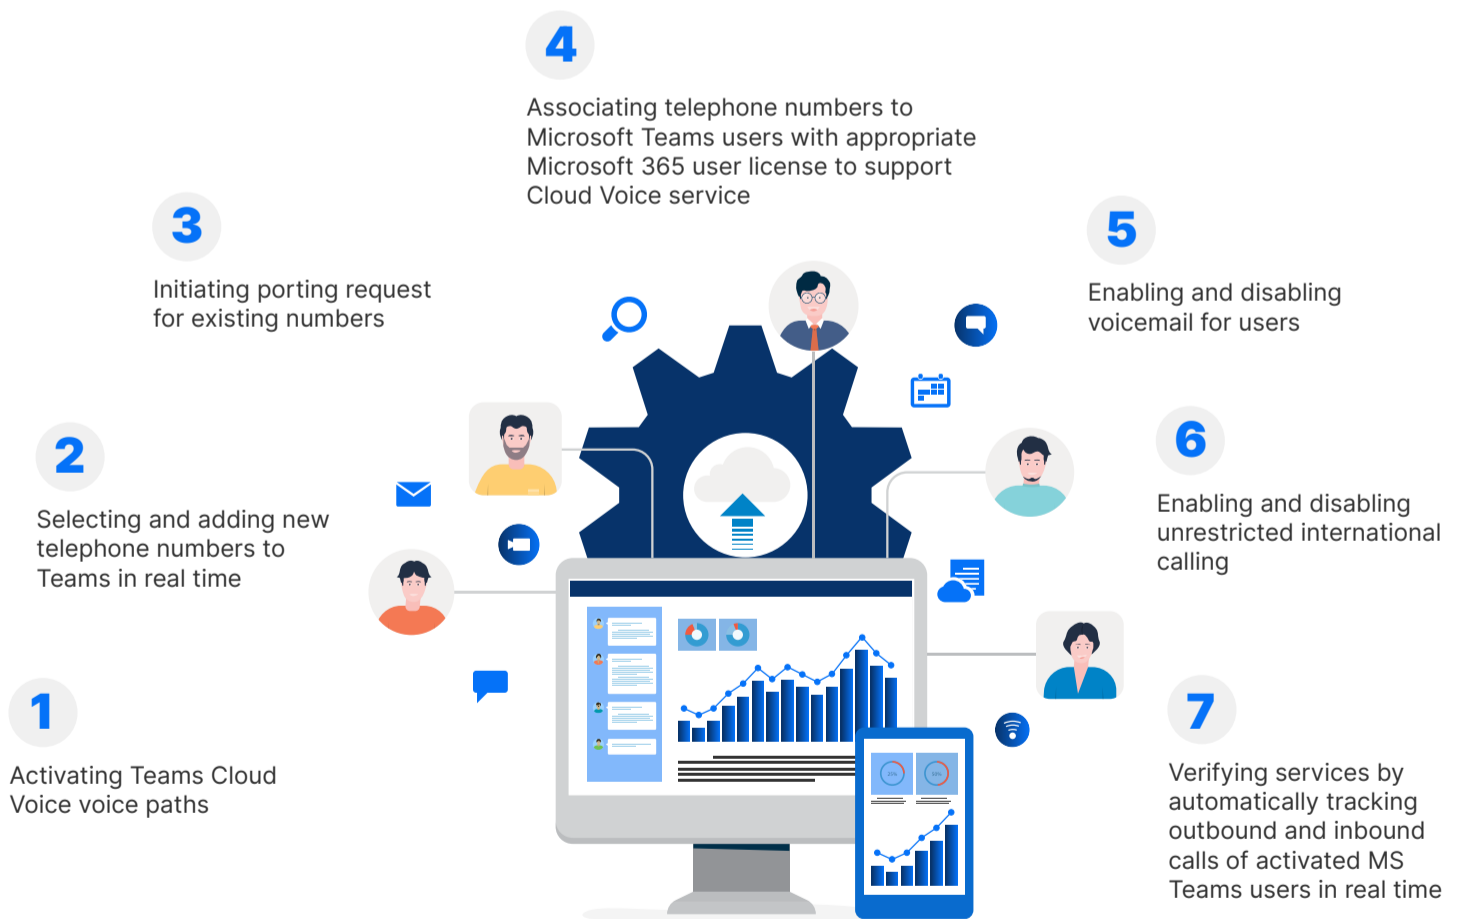 4
Associating telephone numbers to
Microsoft Teams users with appropriate
Microsoft 365 user license to support
Cloud Voice service
3
Initiating porting request
for existing numbers
5
Enabling and disabling
voicemail for users
2
Selecting and adding new
telephone numbers to
Teams in real time
6
Enabling and disabling
unrestricted international
calling
1
Activating Teams Cloud
Voice voice paths
7
Verifying services by
automatically tracking
outbound and inbound
calls of activated MS
Teams users in real time